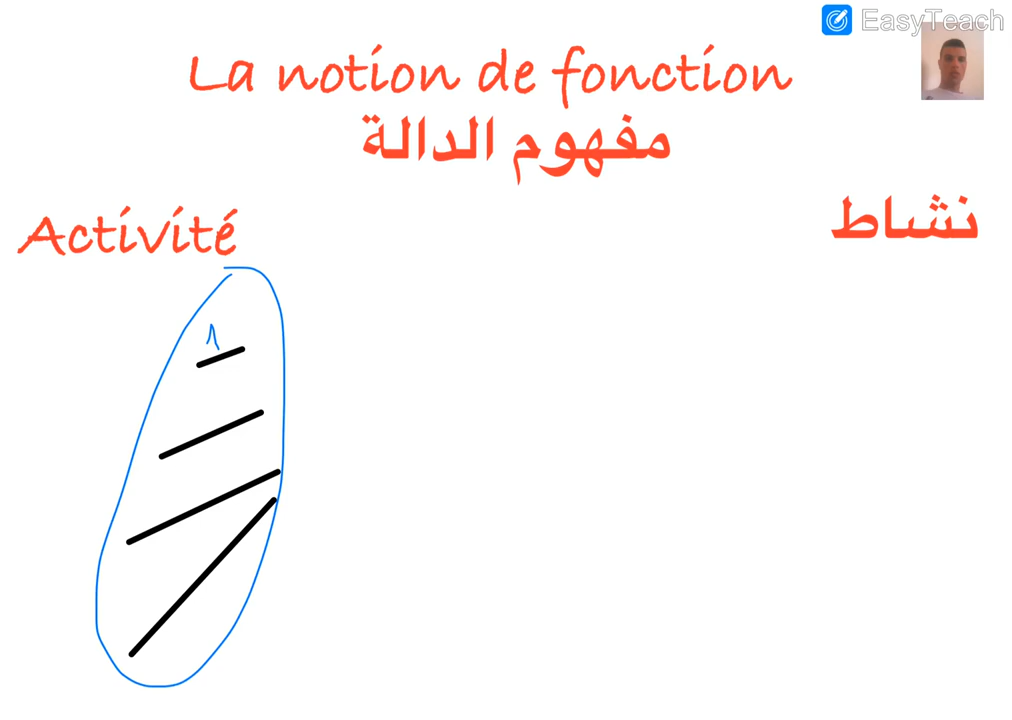 EasyTeach
La notion de fonction
مفهوم الدالة
Activité
نشاط